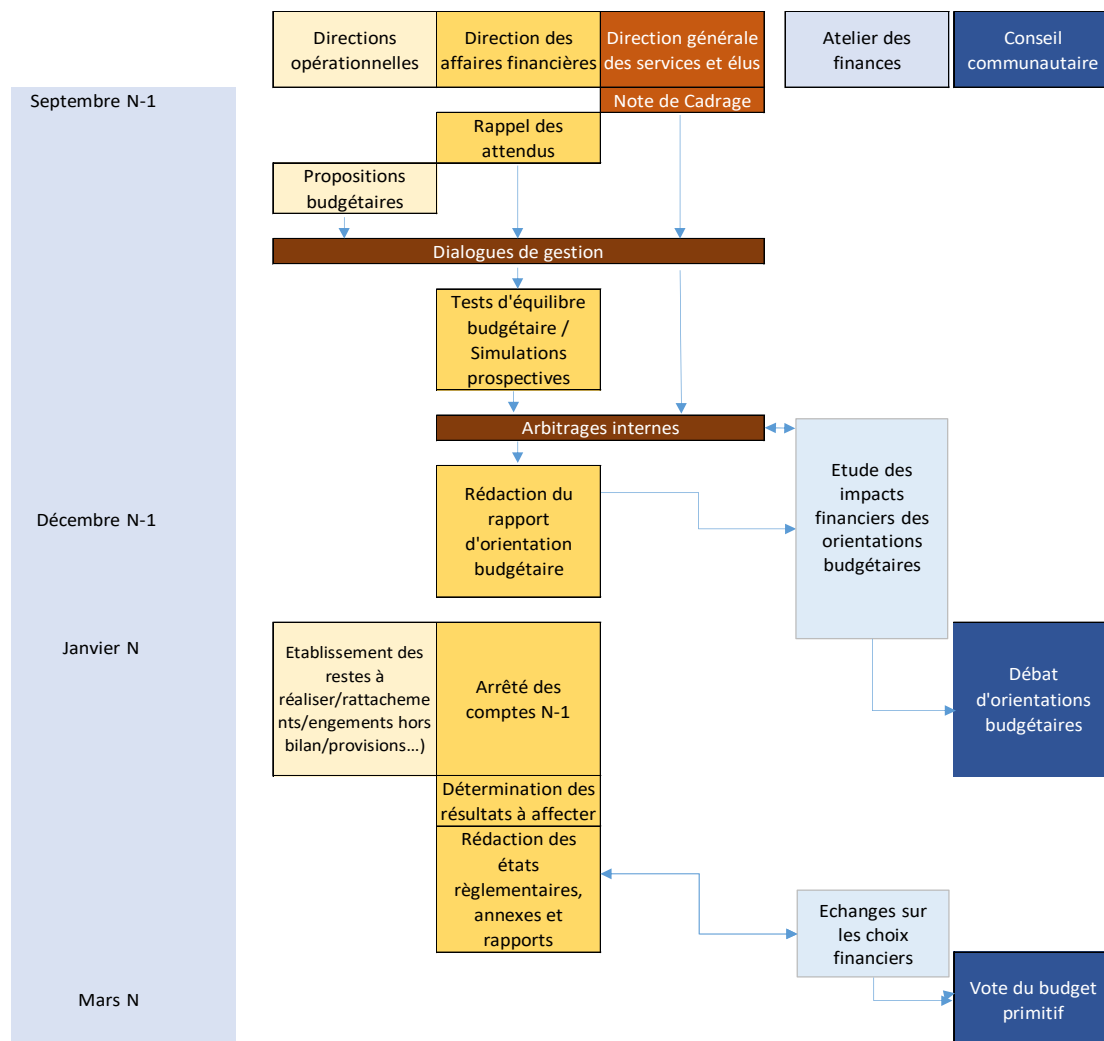 Directions
opérationnelles
Direction des
affaires financières
Direction générale
des services et élus
Atelier des
finances
Conseil
communautaire
Septembre N-1
Note de Cadrage
Rappel des
attendus
Propositions
budgétaires
Dialogues de gestion
Tests d'équilibre
budgétaire /
Simulations
prospectives
Arbitrages internes
Etude des
impacts
financiers des
orientations
budgétaires
Rédaction du
rapport
d'orientation
budgétaire
Décembre N-1
Janvier N
Etablissement des
restes à
réaliser/rattacheme
nts/engements hors
bilan/provisions…)
Arrêté des
comptes N-1
Débat
d'orientations
budgétaires
Détermination des
résultats à affecter
Rédaction des
états
règlementaires,
annexes et
rapports
Echanges sur
les choix
financiers
Mars N
Vote du budget
primitif